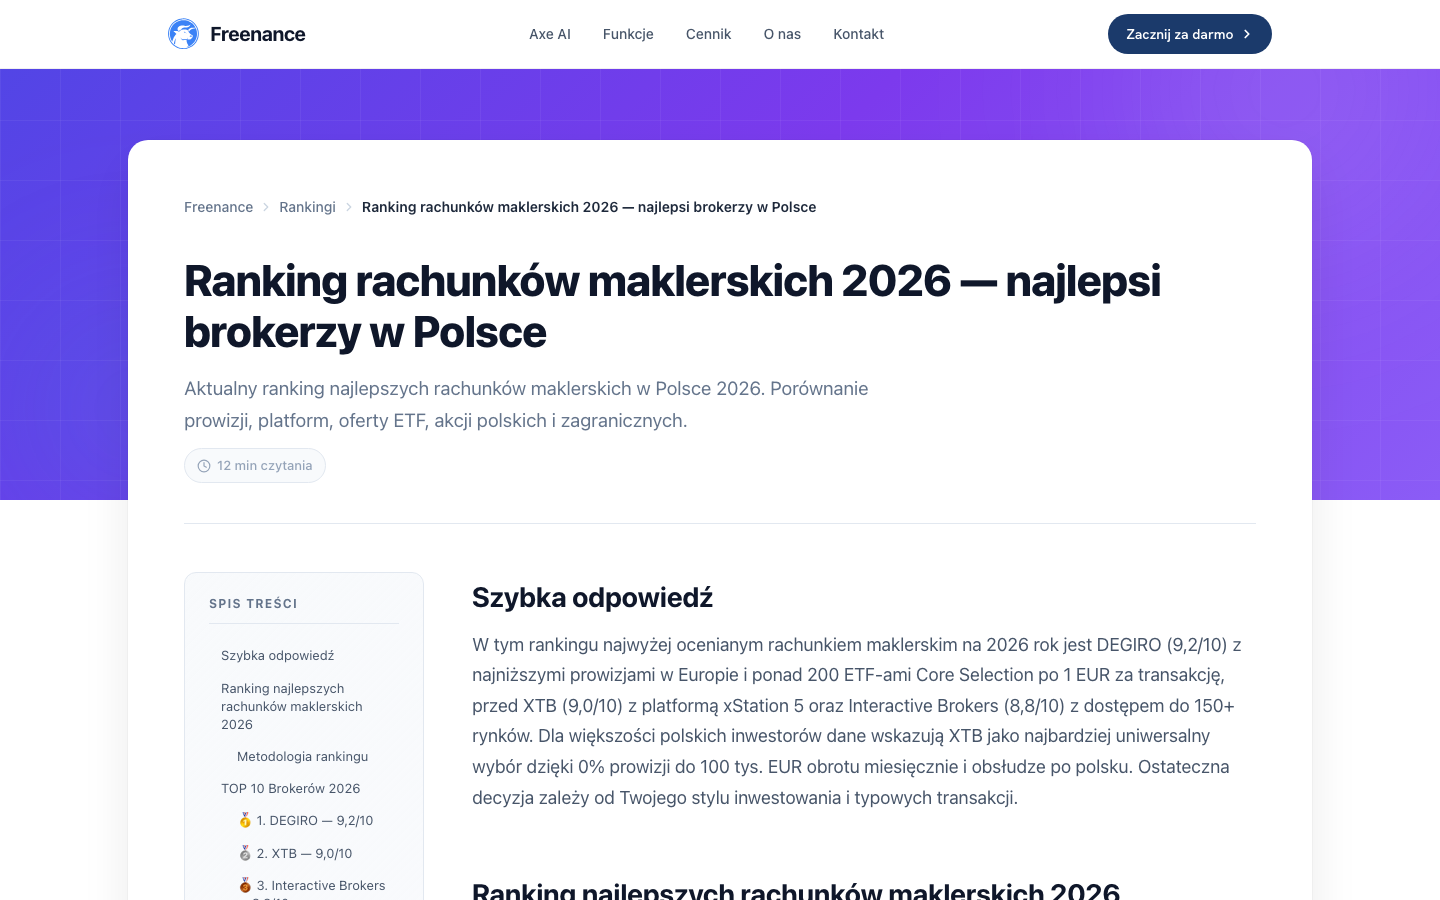 Freenance
Axe AI
Funkcje
Cennik
O nas
Kontakt
Zacznij za darmo
Freenance
Rankingi
Ranking rachunków maklerskich 2026 — najlepsi brokerzy w Polsce
Ranking rachunków maklerskich 2026 — najlepsi
brokerzy w Polsce
Aktualny ranking najlepszych rachunków maklerskich w Polsce 2026. Porównanie
prowizji, platform, oferty ETF, akcji polskich i zagranicznych.
12 min czytania
SPIS TREŚCI
Szybka odpowiedź
Ranking najlepszych
rachunków maklerskich
2026
Metodologia rankingu
TOP 10 Brokerów 2026
🥇 1. DEGIRO — 9,2/10
🥈 2. XTB — 9,0/10
🥉 3. Interactive Brokers
Szybka odpowiedź
W tym rankingu najwyżej ocenianym rachunkiem maklerskim na 2026 rok jest DEGIRO (9,2/10) z
najniższymi prowizjami w Europie i ponad 200 ETF-ami Core Selection po 1 EUR za transakcję,
przed XTB (9,0/10) z platformą xStation 5 oraz Interactive Brokers (8,8/10) z dostępem do 150+
rynków. Dla większości polskich inwestorów dane wskazują XTB jako najbardziej uniwersalny
wybór dzięki 0% prowizji do 100 tys. EUR obrotu miesięcznie i obsłudze po polsku. Ostateczna
decyzja zależy od Twojego stylu inwestowania i typowych transakcji.
Ranking najlepszych rachunków maklerskich 2026